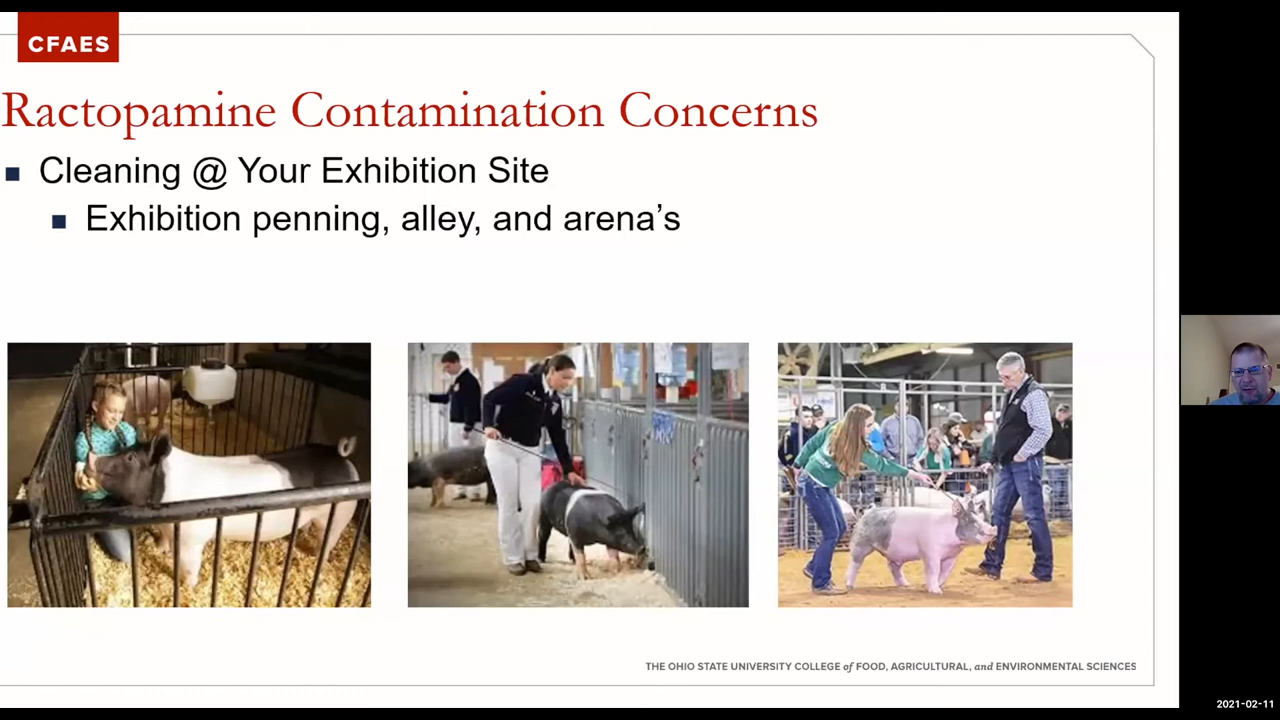 CFAES
Ractopamine Contamination Concerns
Cleaning @ Your Exhibition Site
Exhibition penning, alley, and arena’s
THE OHIO STATE UNIVERSITY COLLEGE of FOOD, AGRICULTURAL, and ENVIRONMENTAL SCIENCES
2021-02-11